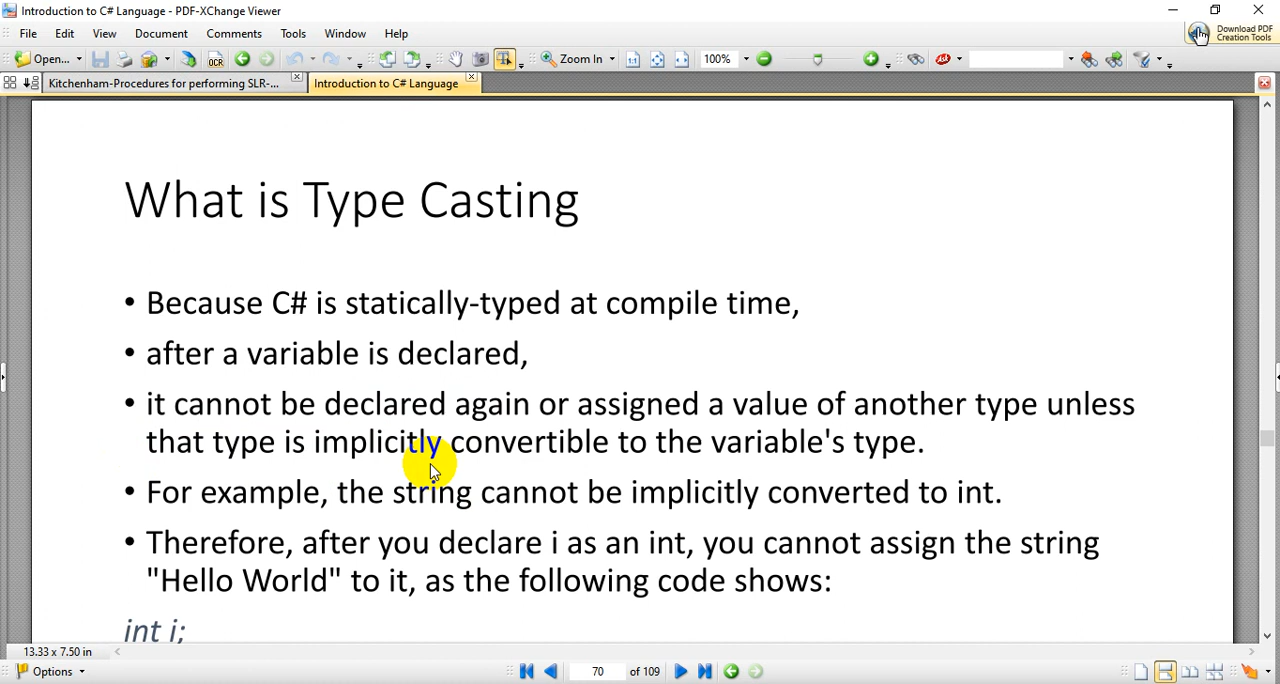 Introduction to C# Language - PDF-XChange Viewer
File Edit View Document Comments Tools Window Help
Download PDF
Creation Tools
Open... OCR Zoom In 1:1 100%
Kitchenham-Procedures for performing SLR-... Introduction to C# Language
What is Type Casting
• Because C# is statically-typed at compile time,
• after a variable is declared,
• it cannot be declared again or assigned a value of another type unless
that type is implicitly convertible to the variable's type.
• For example, the string cannot be implicitly converted to int.
• Therefore, after you declare i as an int, you cannot assign the string
"Hello World" to it, as the following code shows:
int i;
13.33 x 7.50 in
Options 70 of 109